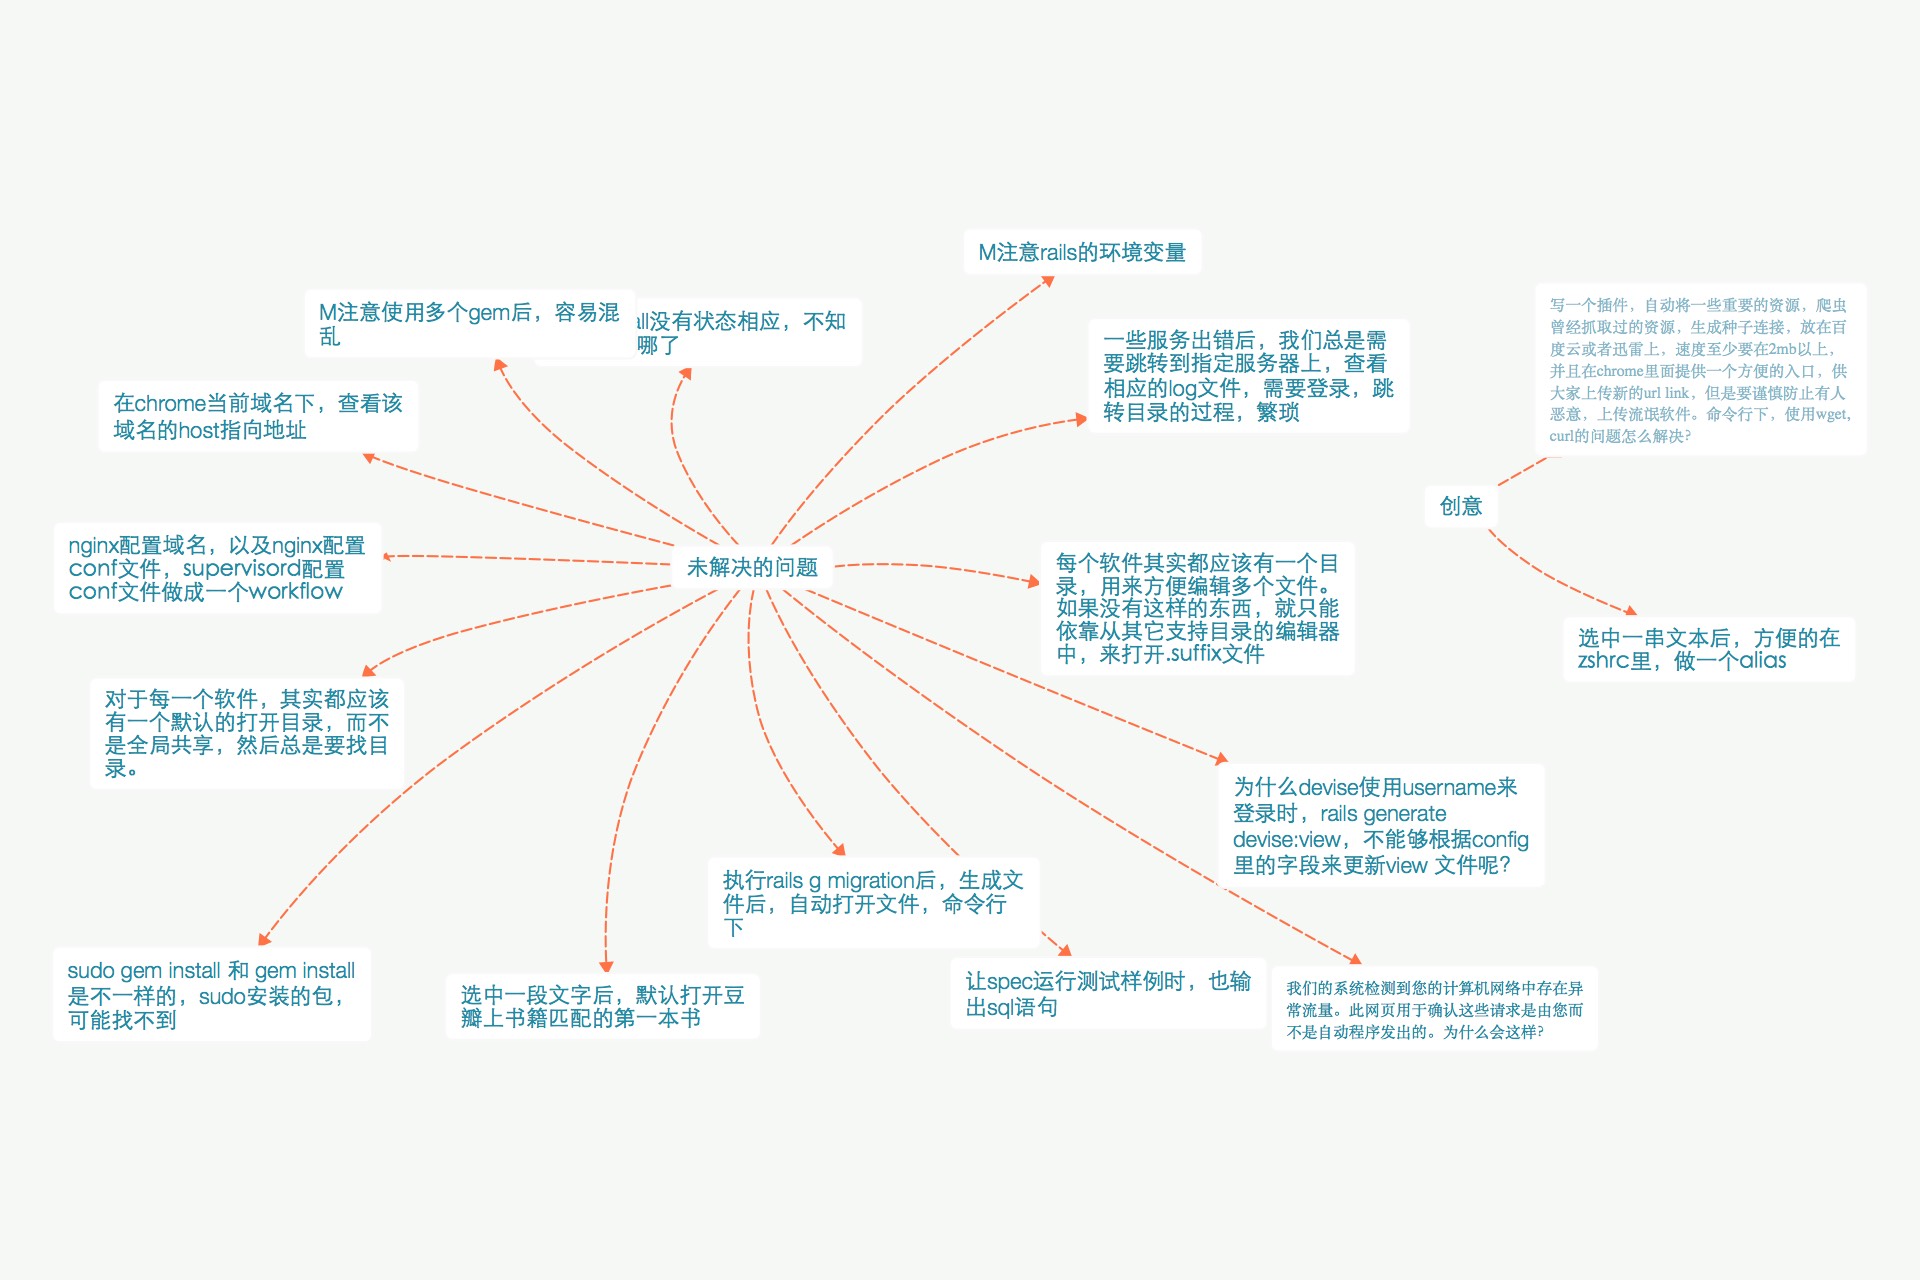 M注意rails的环境变量
M注意使用多个gem后，容易混
乱
all没有状态相应，不知
哪了
一些服务出错后，我们总是需
要跳转到指定服务器上，查看
相应的log文件，需要登录，跳
转目录的过程，繁琐
写一个插件，自动将一些重要的资源，爬虫
曾经抓取过的资源，生成种子连接，放在百
度云或者迅雷上，速度至少要在2mb以上，
并且在chrome里面提供一个方便的入口，供
大家上传新的url link，但是要谨慎防止有人
恶意，上传流氓软件。命令行下，使用wget,
curl的问题怎么解决?
在chrome当前域名下，查看该
域名的host指向地址
创意
nginx配置域名，以及nginx配置
conf文件，supervisord配置
conf文件做成一个workflow
未解决的问题
每个软件其实都应该有一个目
录，用来方便编辑多个文件。
如果没有这样的东西，就只能
依靠从其它支持目录的编辑器
中，来打开.suffix文件
选中一串文本后，方便的在
zshrc里，做一个alias
对于每一个软件，其实都应该
有一个默认的打开目录，而不
是全局共享，然后总是要找目
录。
为什么devise使用username来
登录时，rails generate
devise:view，不能够根据config
里的字段来更新view 文件呢?
执行rails g migration后，生成文
件后，自动打开文件，命令行
下
sudo gem install 和 gem install
是不一样的，sudo安装的包，
可能找不到
选中一段文字后，默认打开豆
瓣上书籍匹配的第一本书
让spec运行测试样例时，也输
出sql语句
我们的系统检测到您的计算机网络中存在异
常流量。此网页用于确认这些请求是由您而
不是自动程序发出的。为什么会这样?